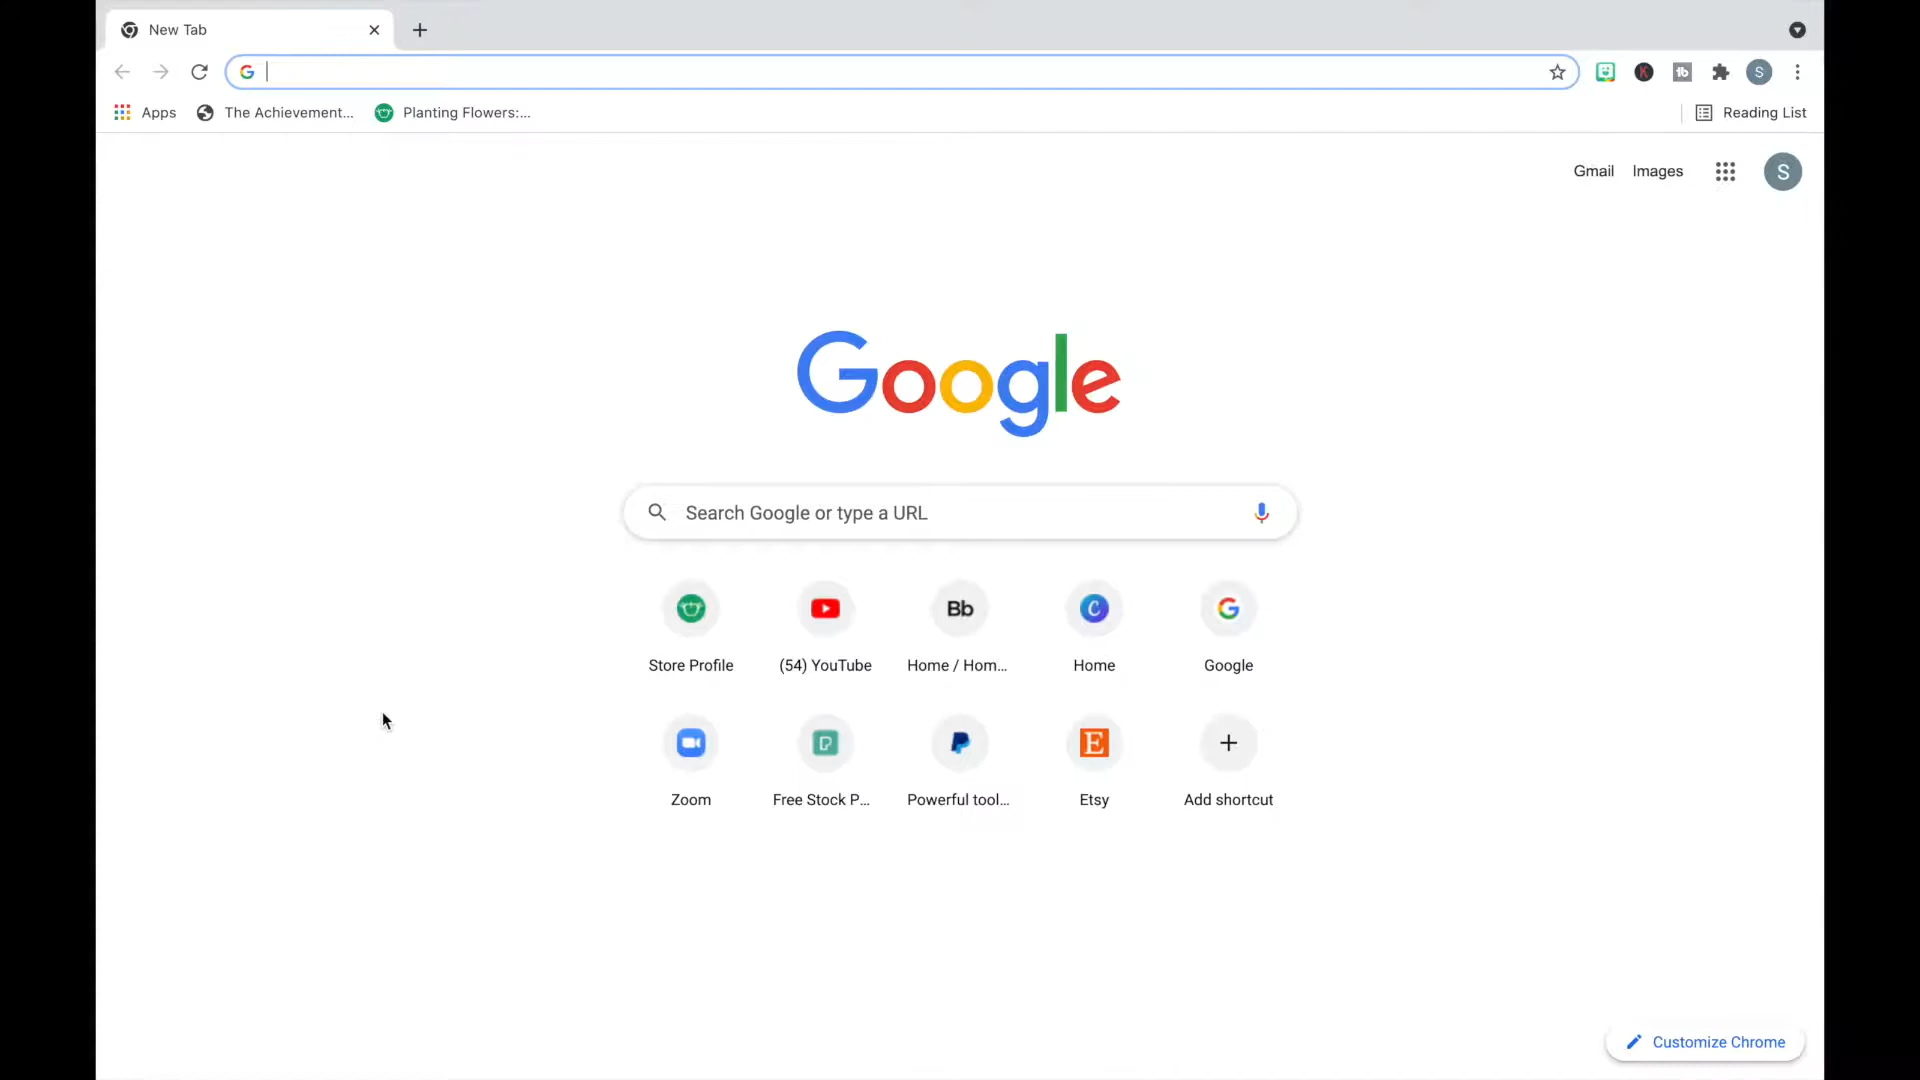 New Tab
Apps The Achievement... Planting Flowers:... Reading List
Gmail Images S
Google
Search Google or type a URL
Bb
Store Profile (54) YouTube Home / Hom... Home Google
Zoom Free Stock P... Powerful tool... Etsy Add shortcut
Customize Chrome